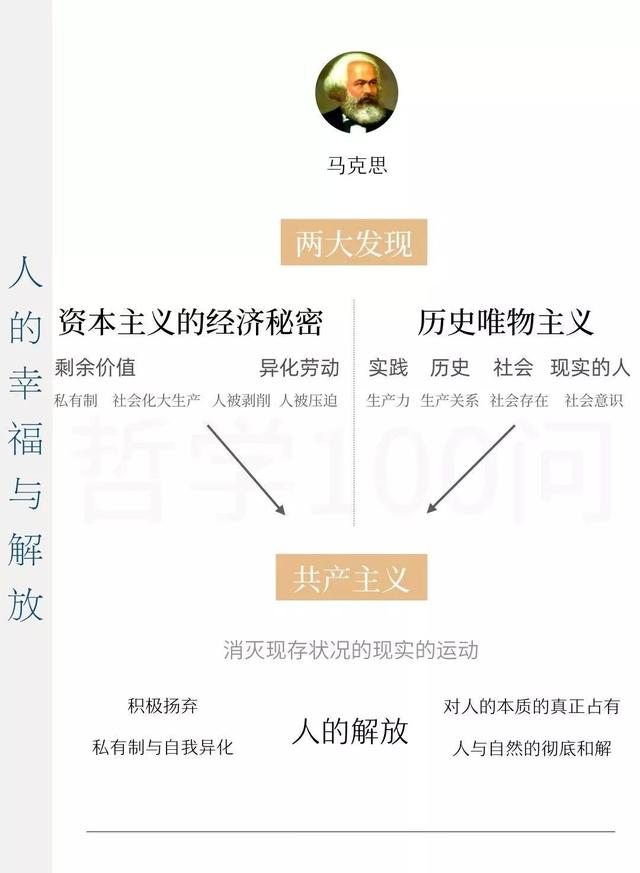 人的幸福与解放
马克思
两大发现
资本主义的经济秘密
剩余价值 异化劳动
私有制 社会化大生产 人被剥削 人被压迫
历史唯物主义
实践 历史 社会 现实的人
生产力 生产关系 社会存在 社会意识
哲学100问
共产主义
消灭现存状况的现实的运动
积极扬弃
私有制与自我异化
人的解放
对人的本质的真正占有
人与自然的彻底和解